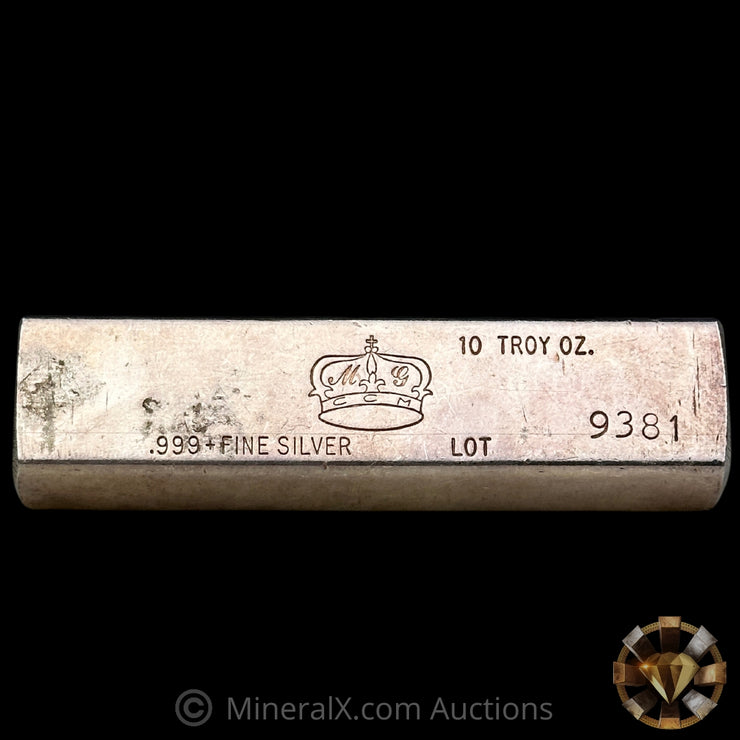 10 TROY OZ.
M G
C C M
9381
.999+FINE SILVER LOT
© MineralX.com Auctions